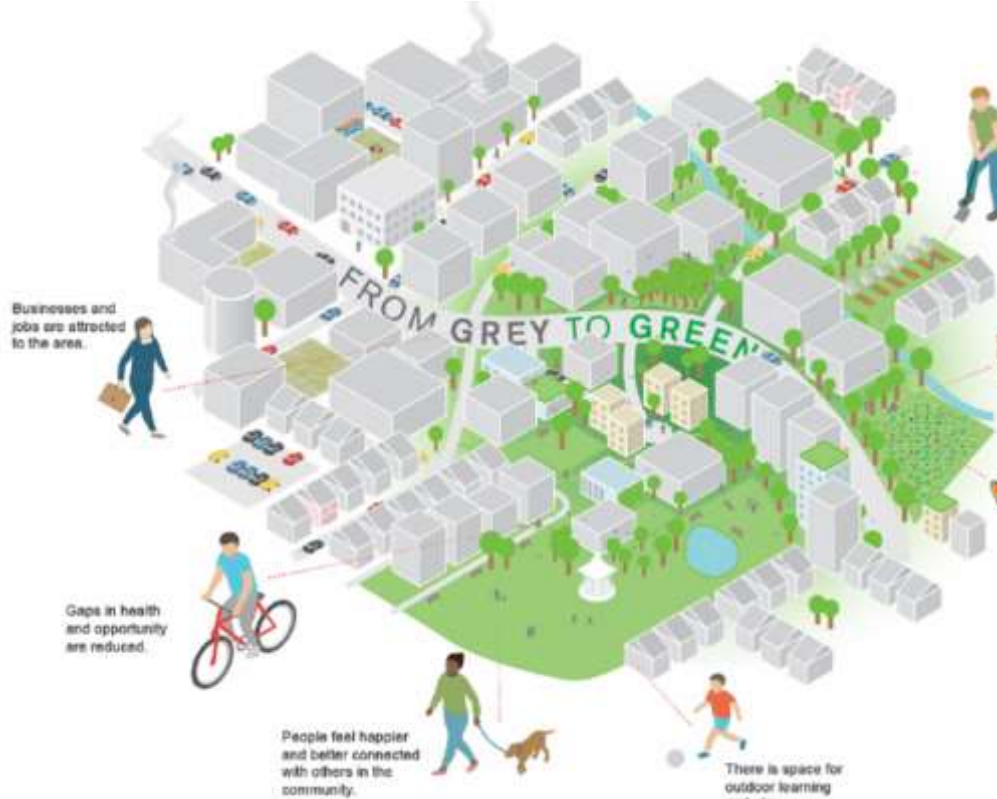 FROM GREY TO GREEN
Businesses and
jobs are attracted
to the area.
Gaps in health
and opportunity
are reduced.
People feel happier
and better connected
with others in the
community.
There is space for
outdoor learning